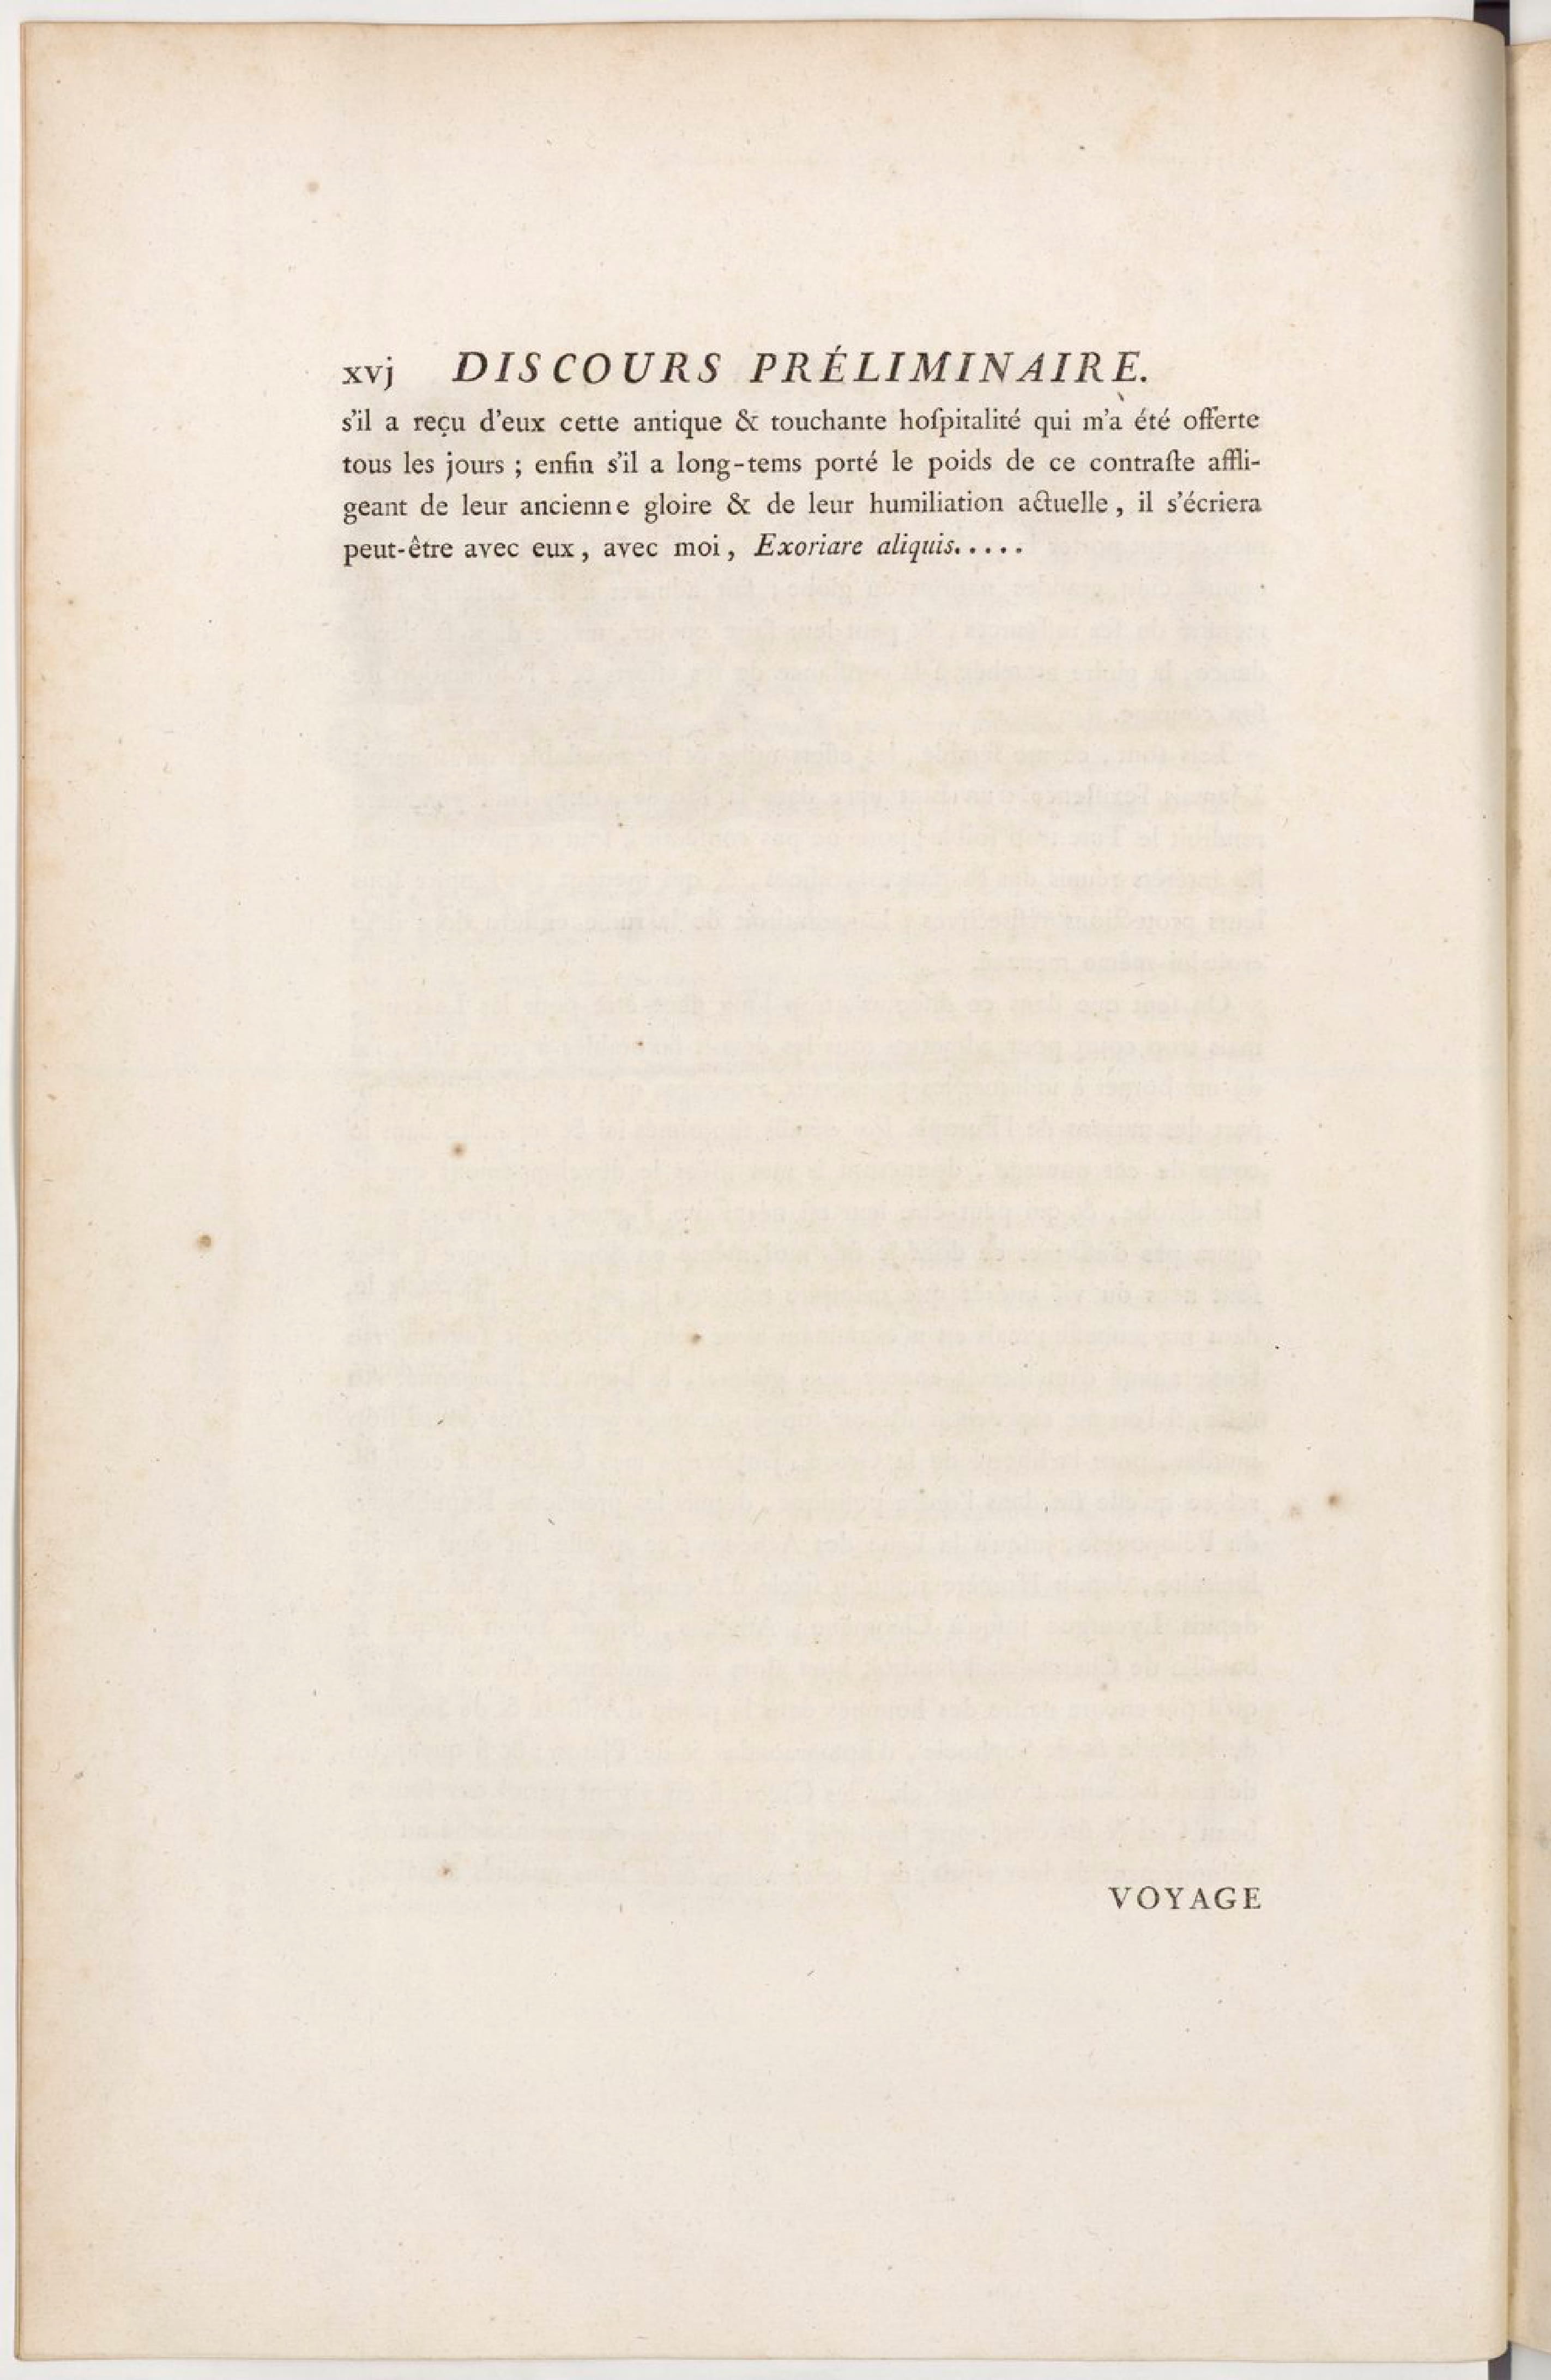 xvj DISCOURS PRÉLIMINAIRE.
s'il a reçu d'eux cette antique & touchante hoſpitalité qui m'a été offerte
tous les jours ; enfin s'il a long-tems porté le poids de ce contraſte affli-
geant de leur ancienne gloire & de leur humiliation actuelle, il s'écriera
peut-être avec eux, avec moi, Exoriare aliquis.....
VOYAGE